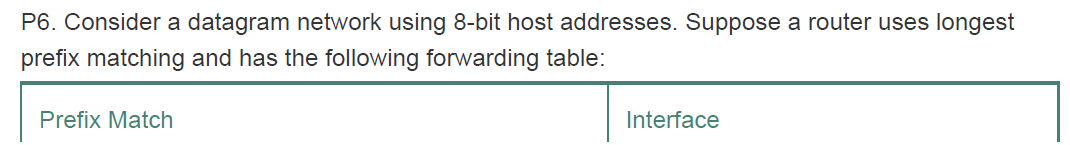 P6. Consider a datagram network using 8-bit host addresses. Suppose a router uses longest
prefix matching and has the following forwarding table:
Prefix Match Interface